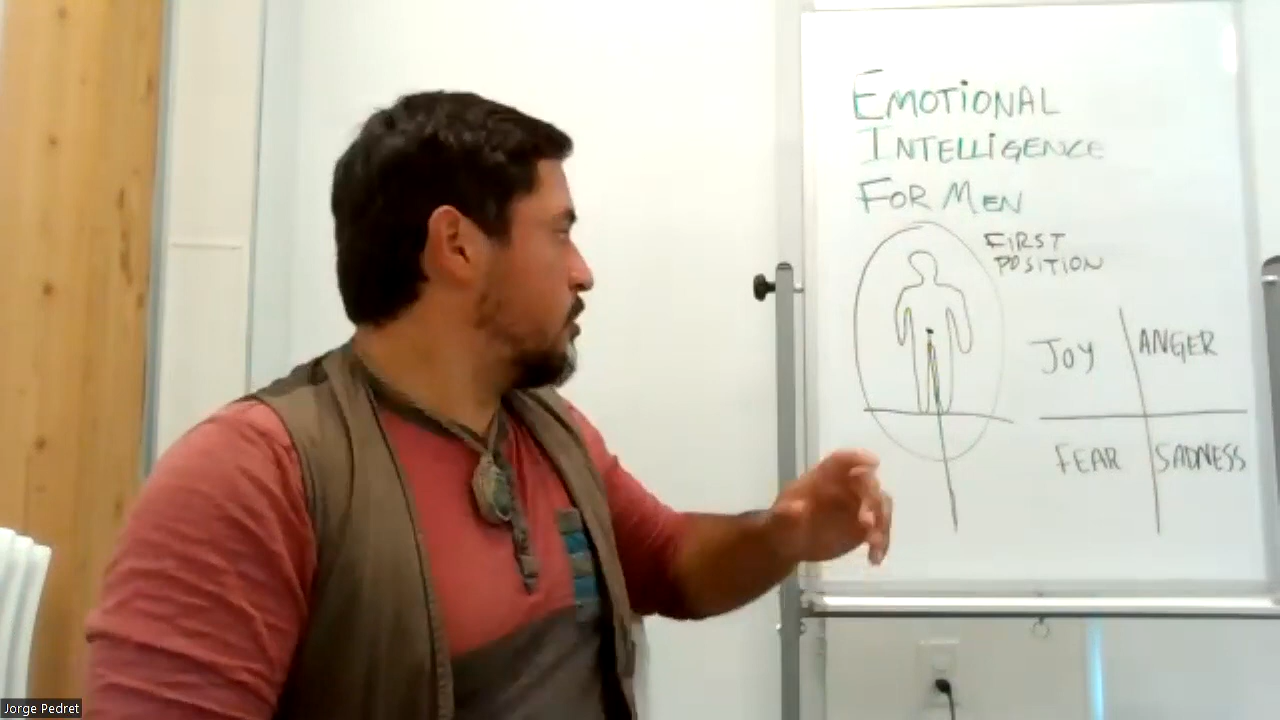 EMOTiONAL
INTELLiGENCE
FOR MEN
FiRST
POSITION
JOY ANGER
FEAR SADNESS
Jorge Pedret